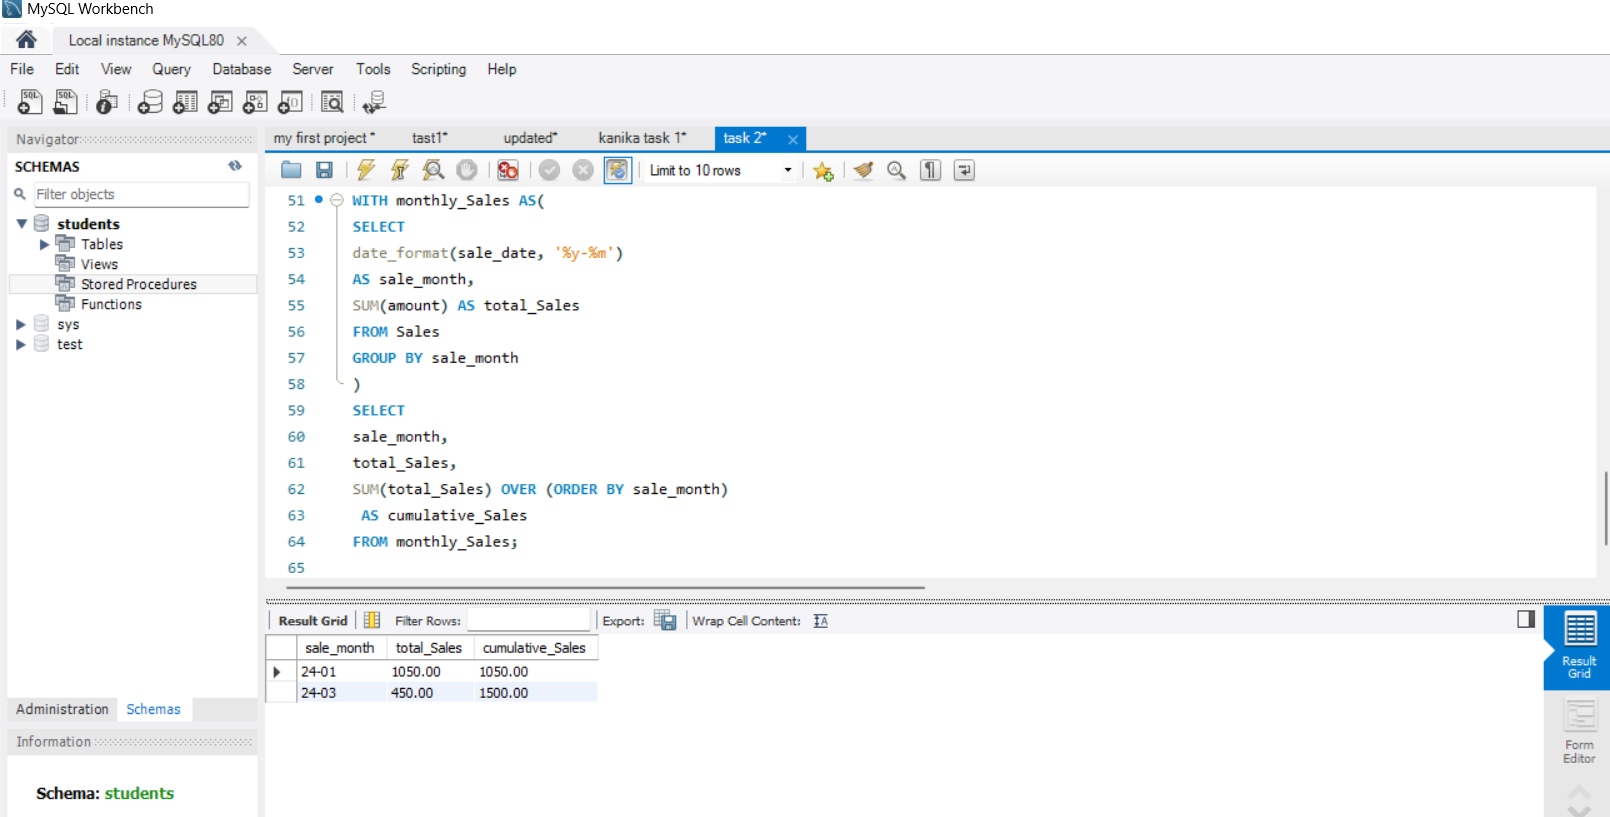 MySQL Workbench
Local instance MySQL80
File Edit View Query Database Server Tools Scripting Help
Navigator
SCHEMAS
Filter objects
students
Tables
Views
Stored Procedures
Functions
sys
test
Administration Schemas
Information
Schema: students
my first project* tast1* updated* kanika task 1* task 2*
Limit to 10 rows
51 WITH monthly_Sales AS(
52 SELECT
53 date_format(sale_date, '%y-%m')
54 AS sale_month,
55 SUM(amount) AS total_Sales
56 FROM Sales
57 GROUP BY sale_month
58 )
59 SELECT
60 sale_month,
61 total_Sales,
62 SUM(total_Sales) OVER (ORDER BY sale_month)
63 AS cumulative_Sales
64 FROM monthly_Sales;
65
Result Grid Filter Rows: Export: Wrap Cell Content:
sale_month total_Sales cumulative_Sales
24-01 1050.00 1050.00
24-03 450.00 1500.00
Result
Grid
Form
Editor